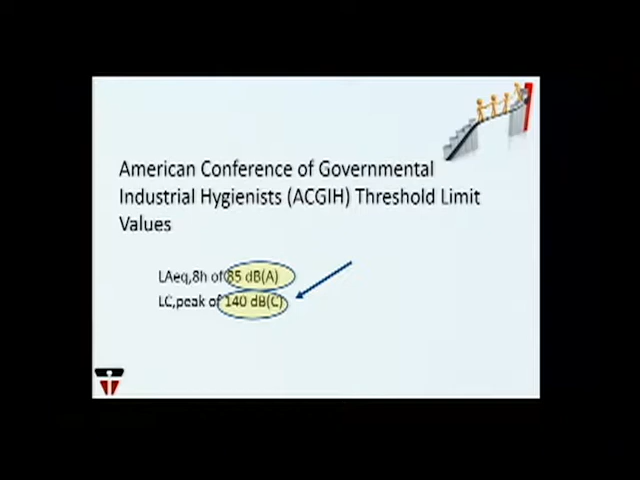 American Conference of Governmental
Industrial Hygienists (ACGIH) Threshold Limit
Values
LAeq,8h of 85 dB(A)
LC,peak of 140 dB(C)